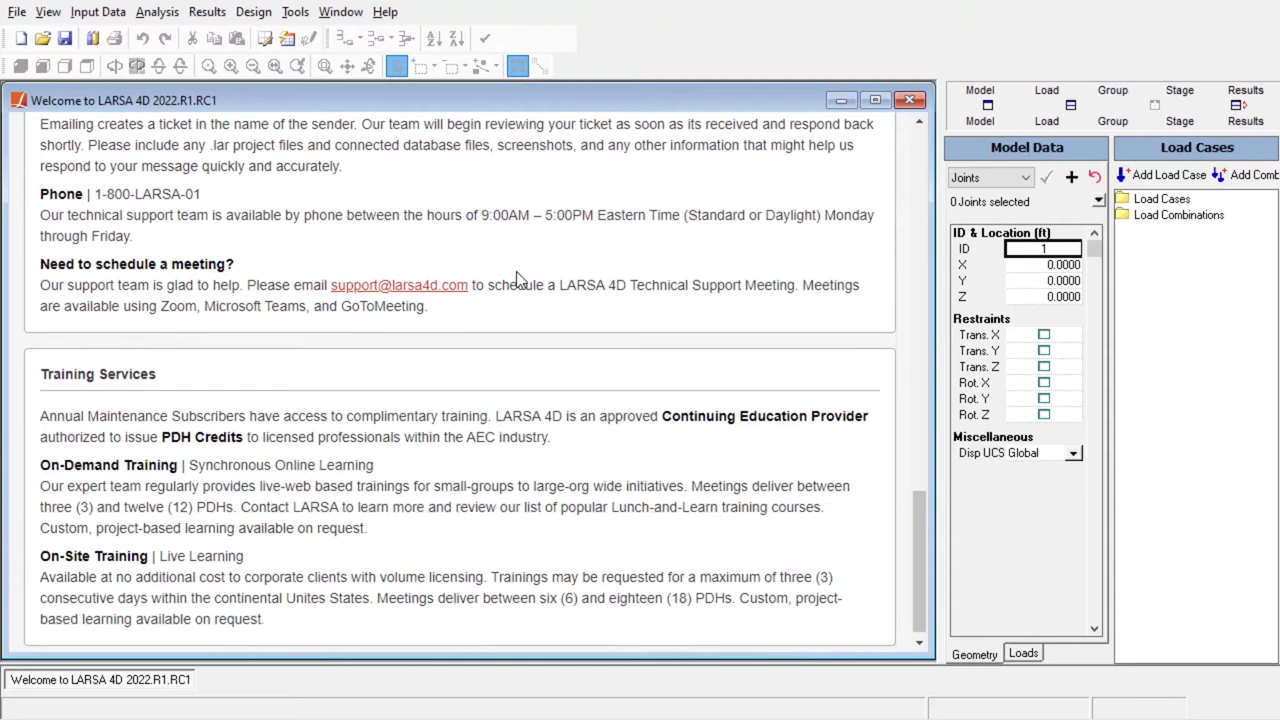 File View Input Data Analysis Results Design Tools Window Help
Welcome to LARSA 4D 2022.R1.RC1
Emailing creates a ticket in the name of the sender. Our team will begin reviewing your ticket as soon as its received and respond back
shortly. Please include any .lar project files and connected database files, screenshots, and any other information that might help us
respond to your message quickly and accurately.
Phone | 1-800-LARSA-01
Our technical support team is available by phone between the hours of 9:00AM – 5:00PM Eastern Time (Standard or Daylight) Monday
through Friday.
Need to schedule a meeting?
Our support team is glad to help. Please email support@larsa4d.com to schedule a LARSA 4D Technical Support Meeting. Meetings
are available using Zoom, Microsoft Teams, and GoToMeeting.
Training Services
Annual Maintenance Subscribers have access to complimentary training. LARSA 4D is an approved Continuing Education Provider
authorized to issue PDH Credits to licensed professionals within the AEC industry.
On-Demand Training | Synchronous Online Learning
Our expert team regularly provides live-web based trainings for small-groups to large-org wide initiatives. Meetings deliver between
three (3) and twelve (12) PDHs. Contact LARSA to learn more and review our list of popular Lunch-and-Learn training courses.
Custom, project-based learning available on request.
On-Site Training | Live Learning
Available at no additional cost to corporate clients with volume licensing. Trainings may be requested for a maximum of three (3)
consecutive days within the continental Unites States. Meetings deliver between six (6) and eighteen (18) PDHs. Custom, project-
based learning available on request.
Model Load Group Stage Results
Model Load Group Stage Results
Model Data
Joints
0 Joints selected
ID & Location (ft)
ID 1
X 0.0000
Y 0.0000
Z 0.0000
Restraints
Trans. X
Trans. Y
Trans. Z
Rot. X
Rot. Y
Rot. Z
Miscellaneous
Disp UCS Global
Geometry Loads
Load Cases
Add Load Case Add Comb
Load Cases
Load Combinations
Welcome to LARSA 4D 2022.R1.RC1